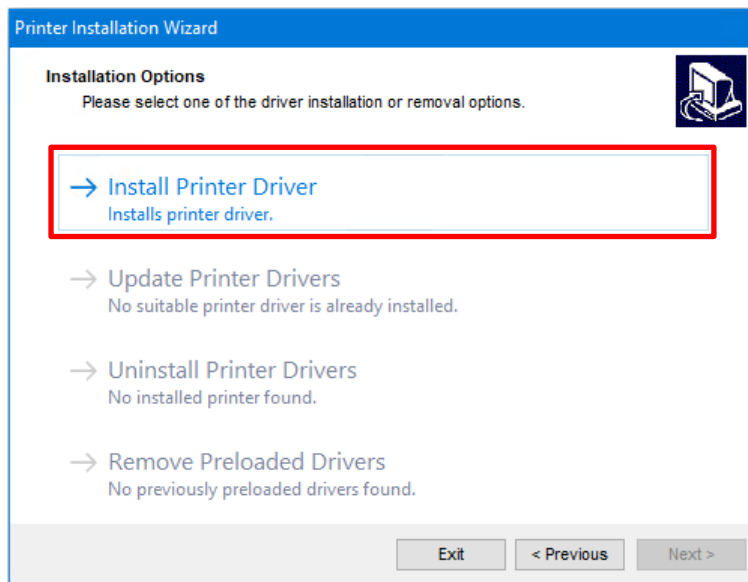 Printer Installation Wizard
Installation Options
Please select one of the driver installation or removal options.
Install Printer Driver
Installs printer driver.
Update Printer Drivers
No suitable printer driver is already installed.
Uninstall Printer Drivers
No installed printer found.
Remove Preloaded Drivers
No previously preloaded drivers found.
Exit
< Previous
Next >